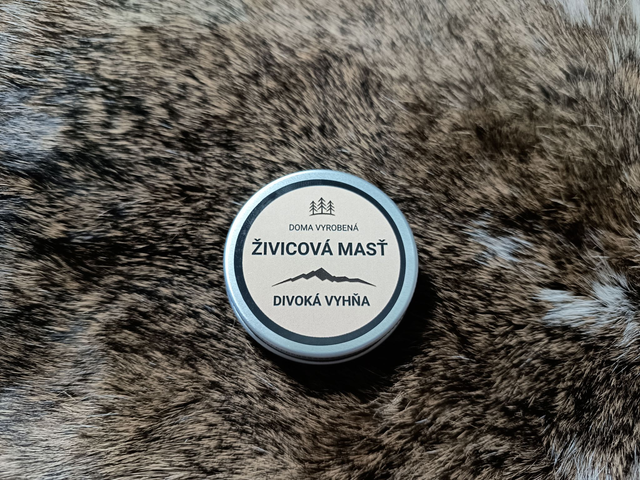 DOMA VYROBENÁ
ŽIVICOVÁ MASŤ
DIVOKÁ VYHŇA